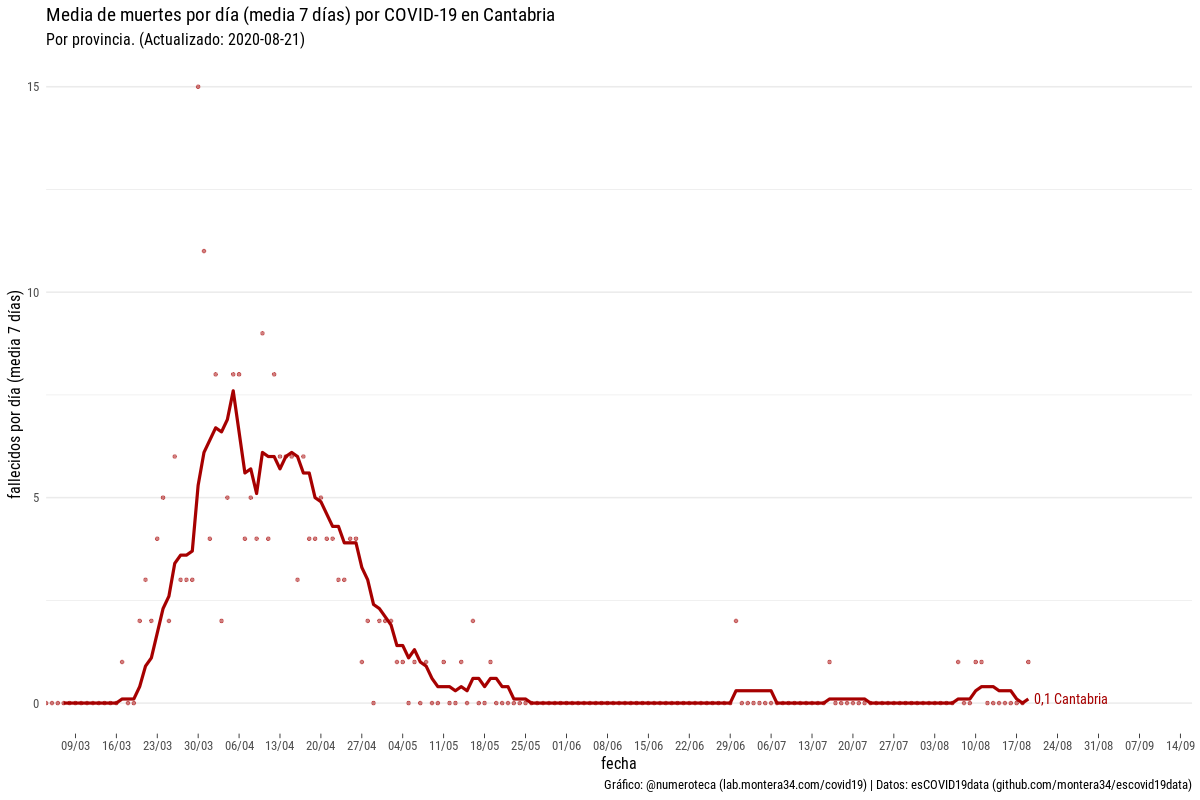 Media de muertes por día (media 7 días) por COVID-19 en Cantabria
Por provincia. (Actualizado: 2020-08-21)
fallecidos por día (media 7 días)
15
10
5
0
0,1 Cantabria
09/03 16/03 23/03 30/03 06/04 13/04 20/04 27/04 04/05 11/05 18/05 25/05 01/06 08/06 15/06 22/06 29/06 06/07 13/07 20/07 27/07 03/08 10/08 17/08 24/08 31/08 07/09 14/09
fecha
Gráfico: @numeroteca (lab.montera34.com/covid19) | Datos: esCOVID19data (github.com/montera34/escovid19data)